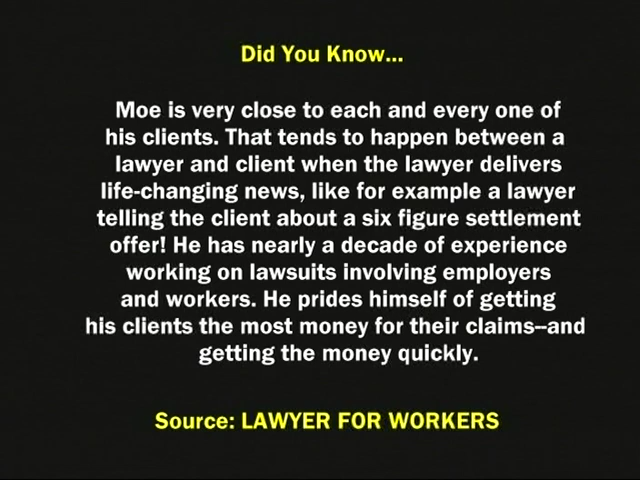 Did You Know...
Moe is very close to each and every one of
his clients. That tends to happen between a
lawyer and client when the lawyer delivers
life-changing news, like for example a lawyer
telling the client about a six figure settlement
offer! He has nearly a decade of experience
working on lawsuits involving employers
and workers. He prides himself of getting
his clients the most money for their claims--and
getting the money quickly.
Source: LAWYER FOR WORKERS